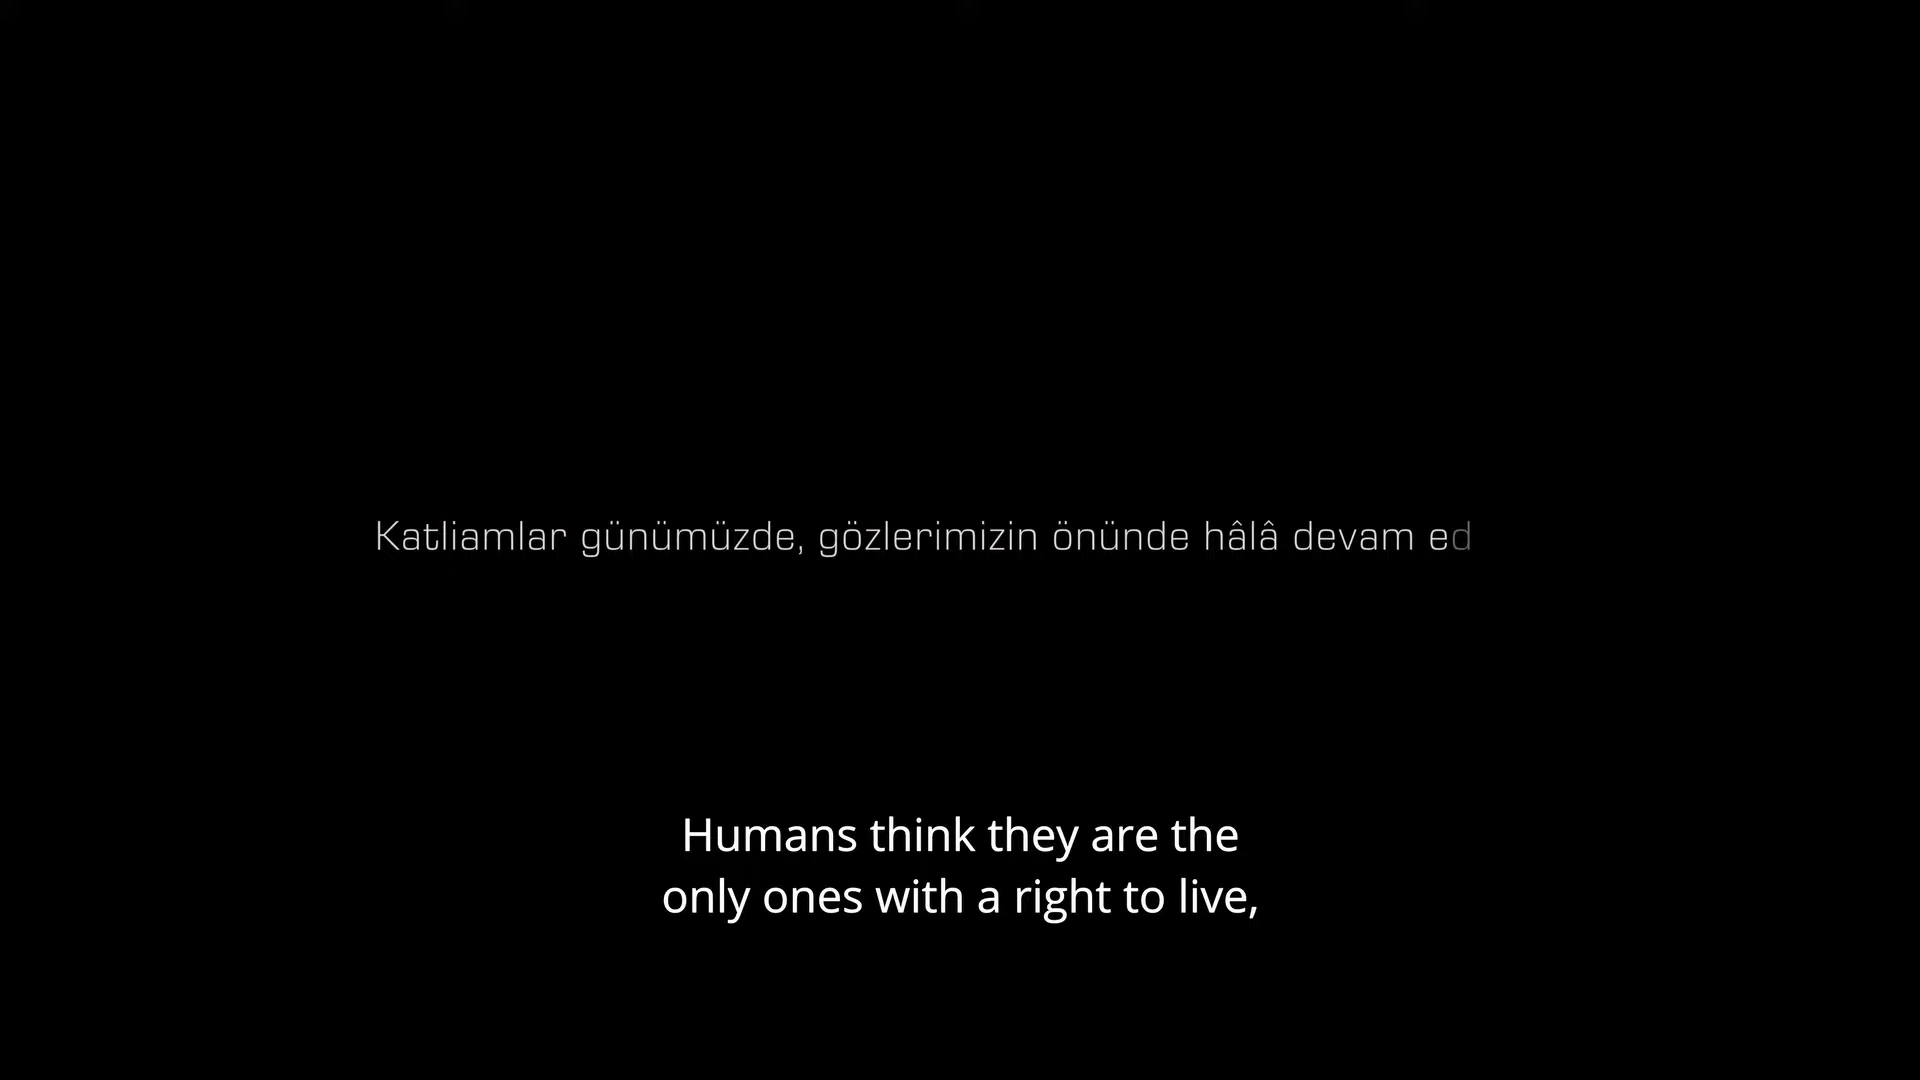 Katliamlar günümüzde, gözlerimizin önünde hâlâ devam ed
Humans think they are the
only ones with a right to live,